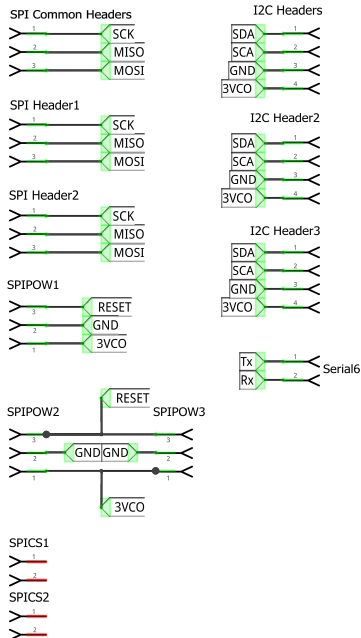 SPI Common Headers
1 SCK
2 MISO
3 MOSI
SPI Header1
1 SCK
2 MISO
3 MOSI
SPI Header2
1 SCK
2 MISO
3 MOSI
SPIPOW1
3 RESET
2 GND
1 3VCO
RESET
SPIPOW2 SPIPOW3
3 3
2 GND GND 2
1 1
3VCO
SPICS1
1
2
SPICS2
1
2
I2C Headers
SDA 1
SCA 2
GND 3
3VCO 4
I2C Header2
SDA 1
SCA 2
GND 3
3VCO 4
I2C Header3
SDA 1
SCA 2
GND 3
3VCO 4
Tx 1
Serial6
Rx 2